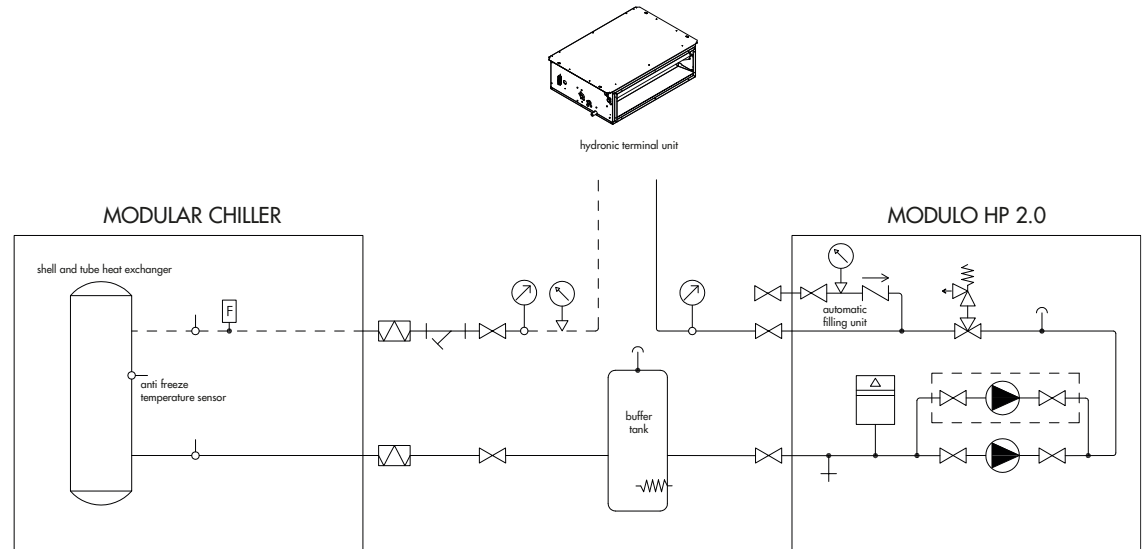 hydronic terminal unit
MODULAR CHILLER
MODULO HP 2.0
shell and tube heat exchanger
F
automatic
filling unit
anti freeze
temperature sensor
buffer
tank